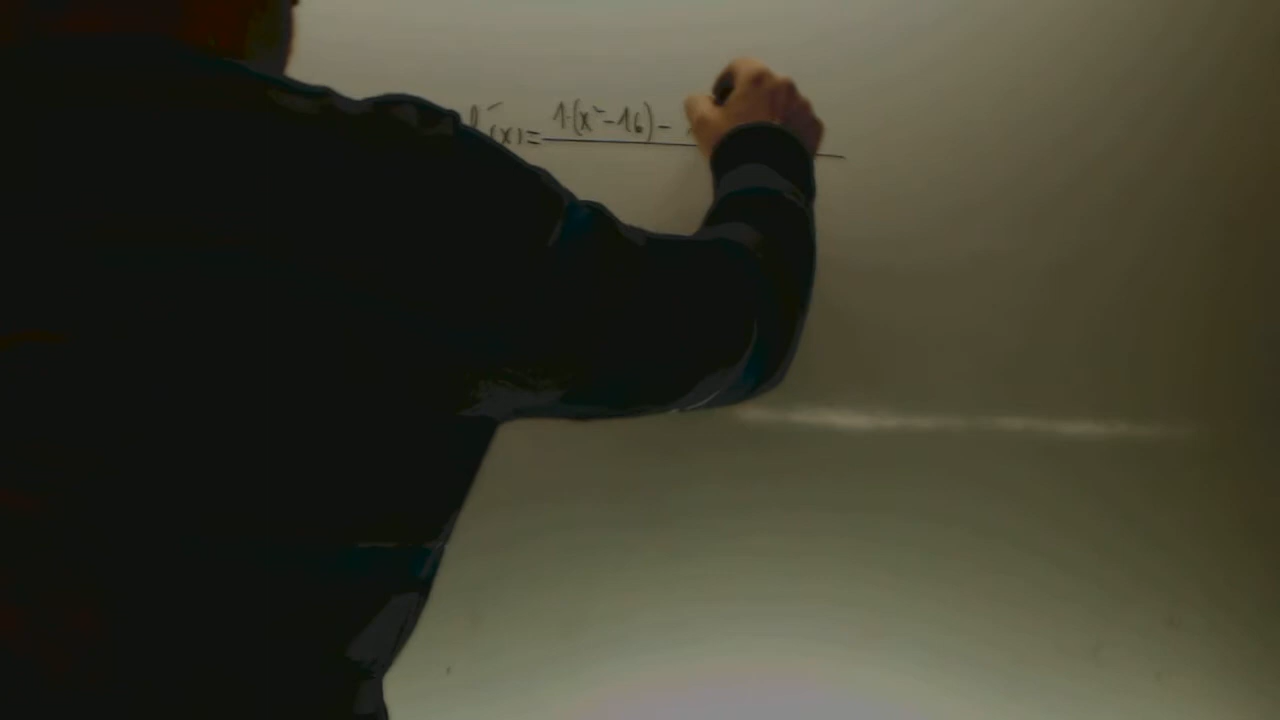 f'(x) = 1·(x²-16) -